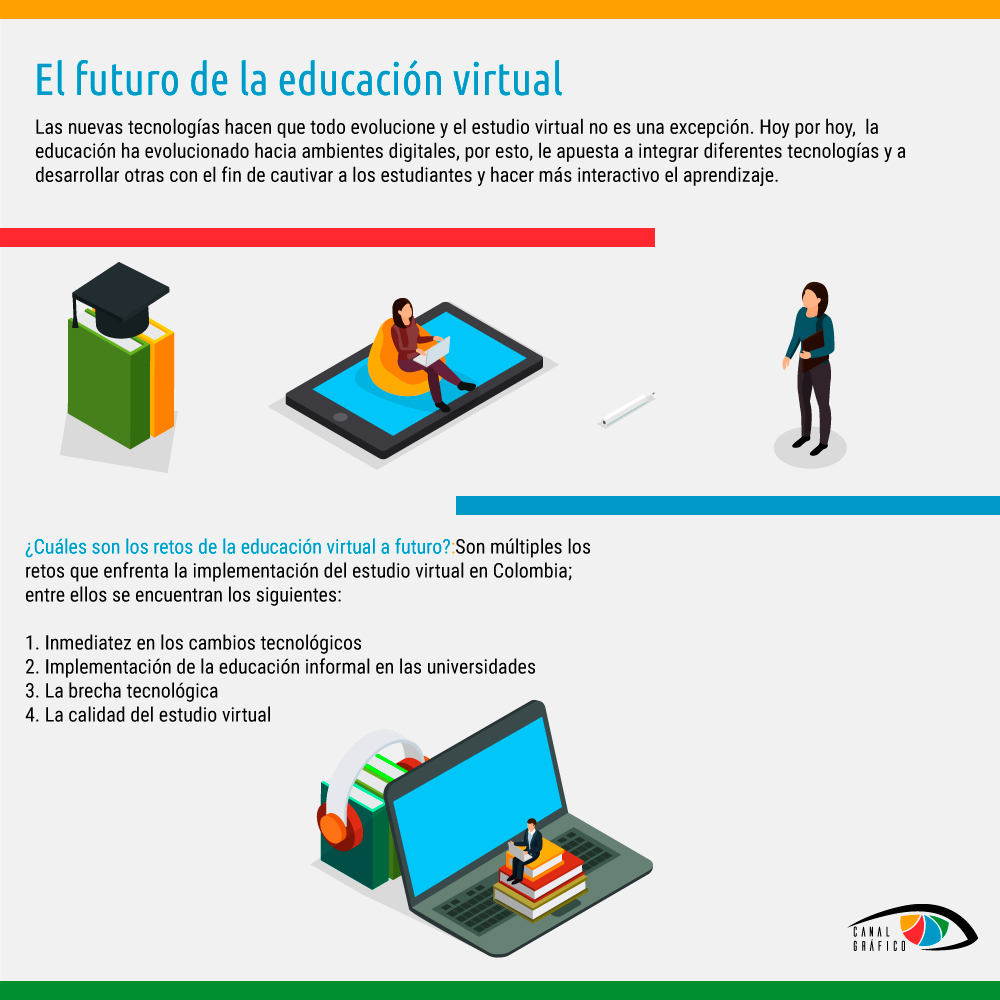 El futuro de la educación virtual
Las nuevas tecnologías hacen que todo evolucione y el estudio virtual no es una excepción. Hoy por hoy,  la
educación ha evolucionado hacia ambientes digitales, por esto, le apuesta a integrar diferentes tecnologías y a
desarrollar otras con el fin de cautivar a los estudiantes y hacer más interactivo el aprendizaje.
¿Cuáles son los retos de la educación virtual a futuro?:Son múltiples los
retos que enfrenta la implementación del estudio virtual en Colombia;
entre ellos se encuentran los siguientes:
1. Inmediatez en los cambios tecnológicos
2. Implementación de la educación informal en las universidades
3. La brecha tecnológica
4. La calidad del estudio virtual
CANAL
GRÁFICO